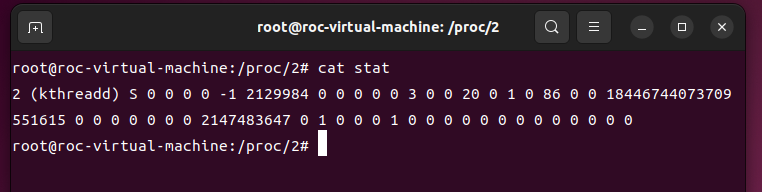 root@roc-virtual-machine: /proc/2
root@roc-virtual-machine:/proc/2# cat stat
2 (kthreadd) S 0 0 0 0 -1 2129984 0 0 0 0 0 3 0 0 20 0 1 0 86 0 0 18446744073709
551615 0 0 0 0 0 0 0 2147483647 0 1 0 0 0 1 0 0 0 0 0 0 0 0 0 0 0 0 0
root@roc-virtual-machine:/proc/2#